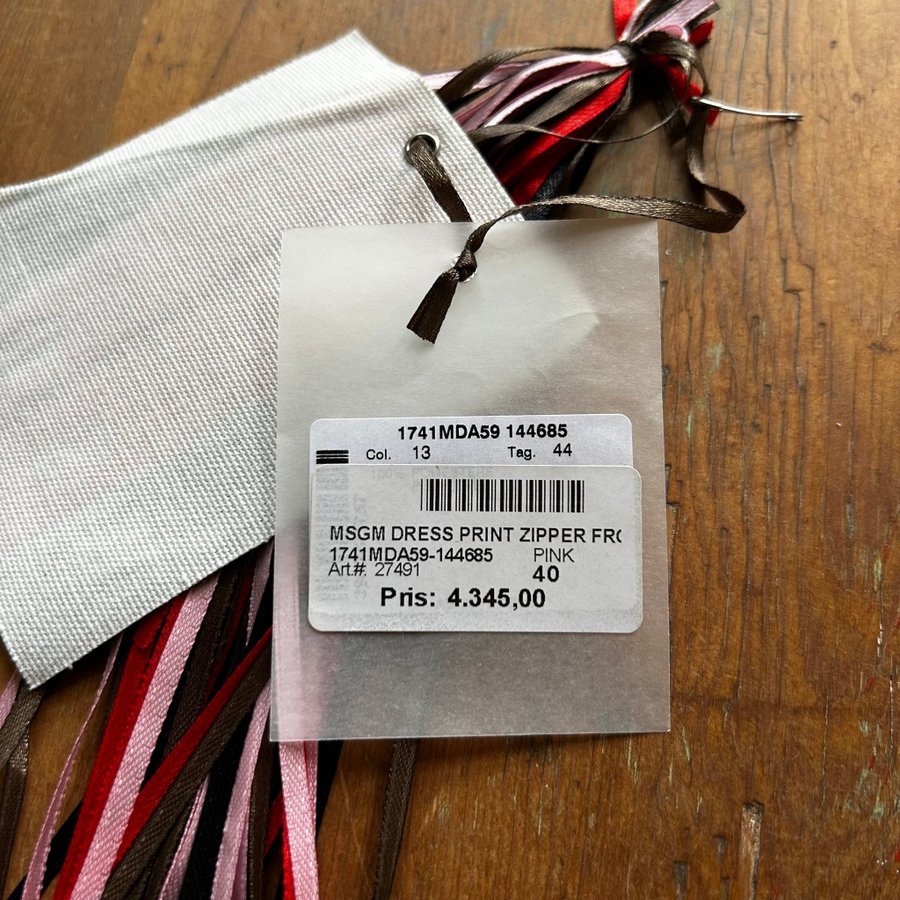 1741MDA59 144685
Col. 13 Tag. 44
MSGM DRESS PRINT ZIPPER FRO
1741MDA59-144685 PINK
Art.#: 27491 40
Pris: 4.345,00